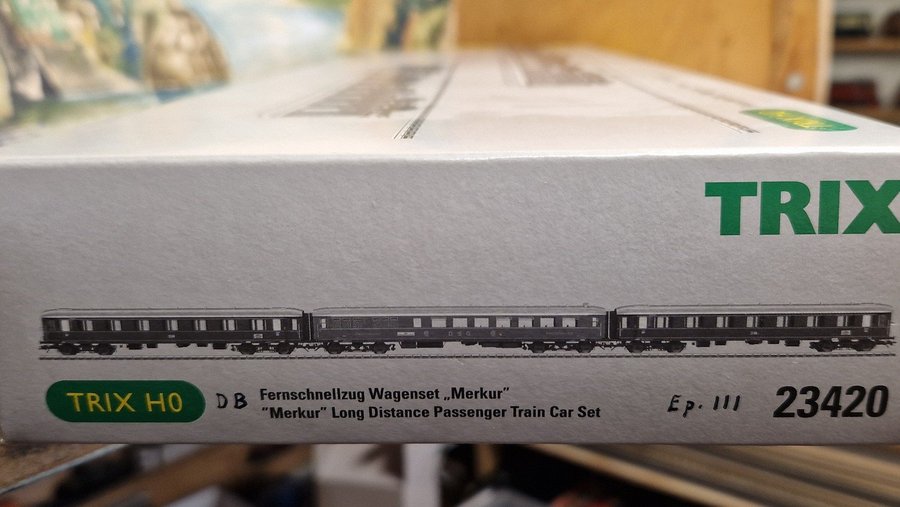 TRIX
TRIX H0
DB
Fernschnellzug Wagenset „Merkur”
“Merkur” Long Distance Passenger Train Car Set
Ep. III
23420